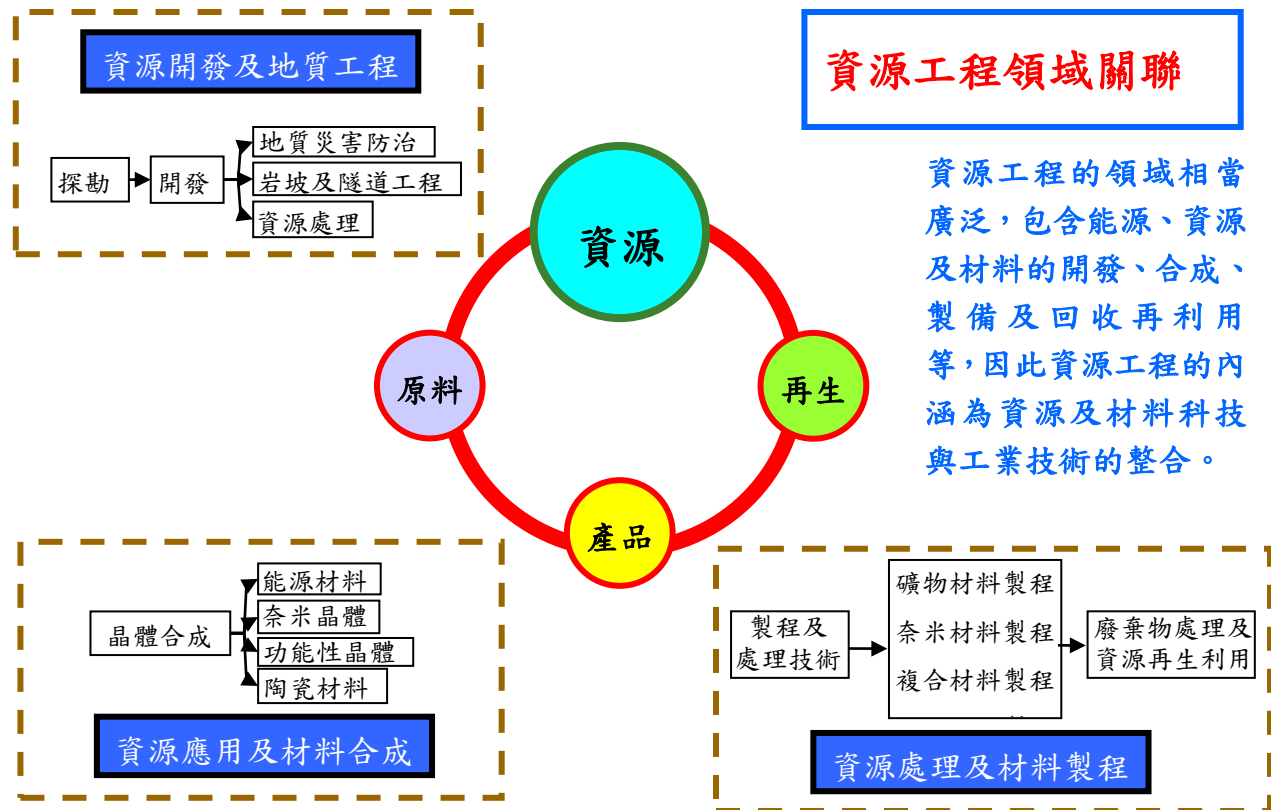 資源開發及地質工程
探勘
開發
地質災害防治
岩坡及隧道工程
資源處理
資源工程領域關聯
資源工程的領域相當
廣泛，包含能源、資源
及材料的開發、合成、
製備及回收再利用
等，因此資源工程的內
涵為資源及材料科技
與工業技術的整合。
資源
原料
再生
產品
晶體合成
能源材料
奈米晶體
功能性晶體
陶瓷材料
資源應用及材料合成
製程及
處理技術
礦物材料製程
奈米材料製程
複合材料製程
廢棄物處理及
資源再生利用
資源處理及材料製程